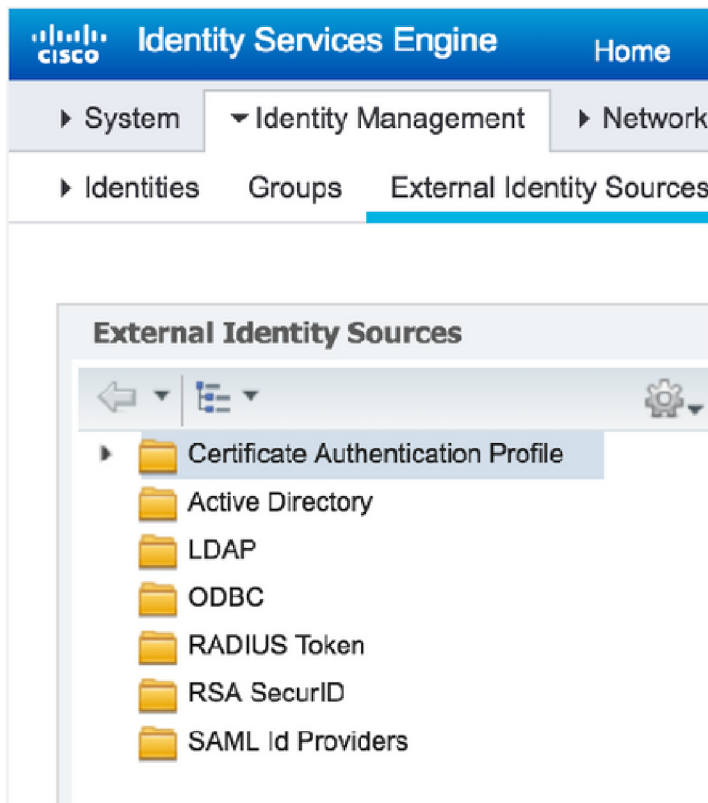 cisco Identity Services Engine Home
System Identity Management Network
Identities Groups External Identity Sources
External Identity Sources
Certificate Authentication Profile
Active Directory
LDAP
ODBC
RADIUS Token
RSA SecurID
SAML Id Providers